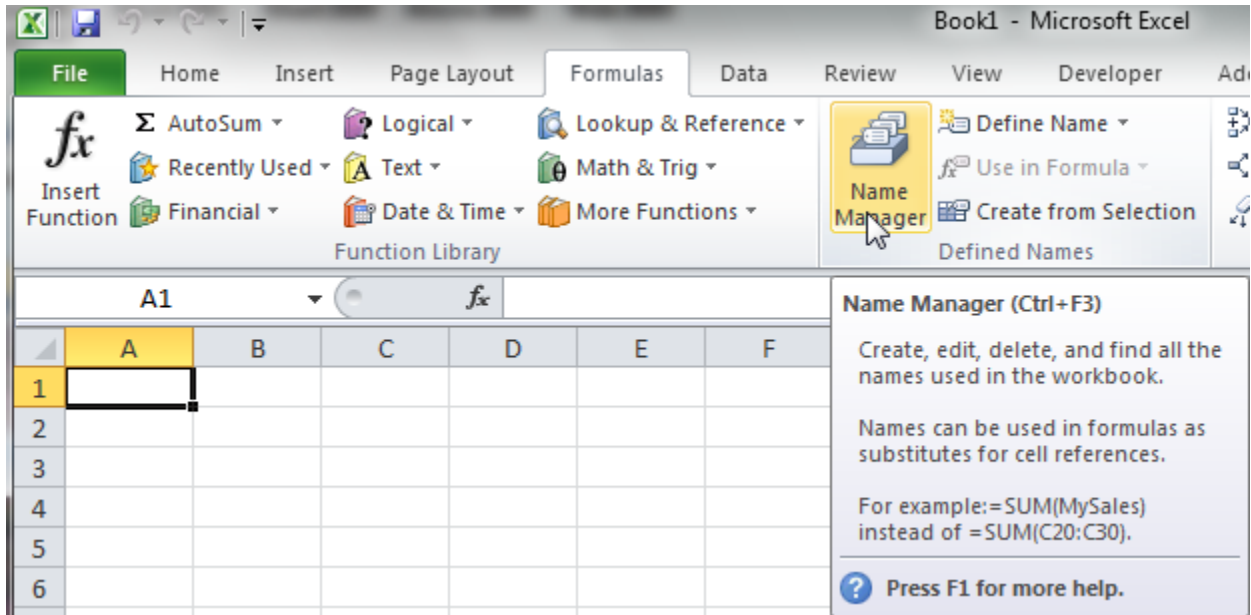 Book1 - Microsoft Excel
File Home Insert Page Layout Formulas Data Review View Developer
fx Σ AutoSum Logical Lookup & Reference Define Name
Recently Used Text Math & Trig Use in Formula
Insert Function Financial Date & Time More Functions Name Manager Create from Selection
Function Library Defined Names
A1 fx
A B C D E F
1
2
3
4
5
6
Name Manager (Ctrl+F3)
Create, edit, delete, and find all the
names used in the workbook.
Names can be used in formulas as
substitutes for cell references.
For example:=SUM(MySales)
instead of =SUM(C20:C30).
Press F1 for more help.